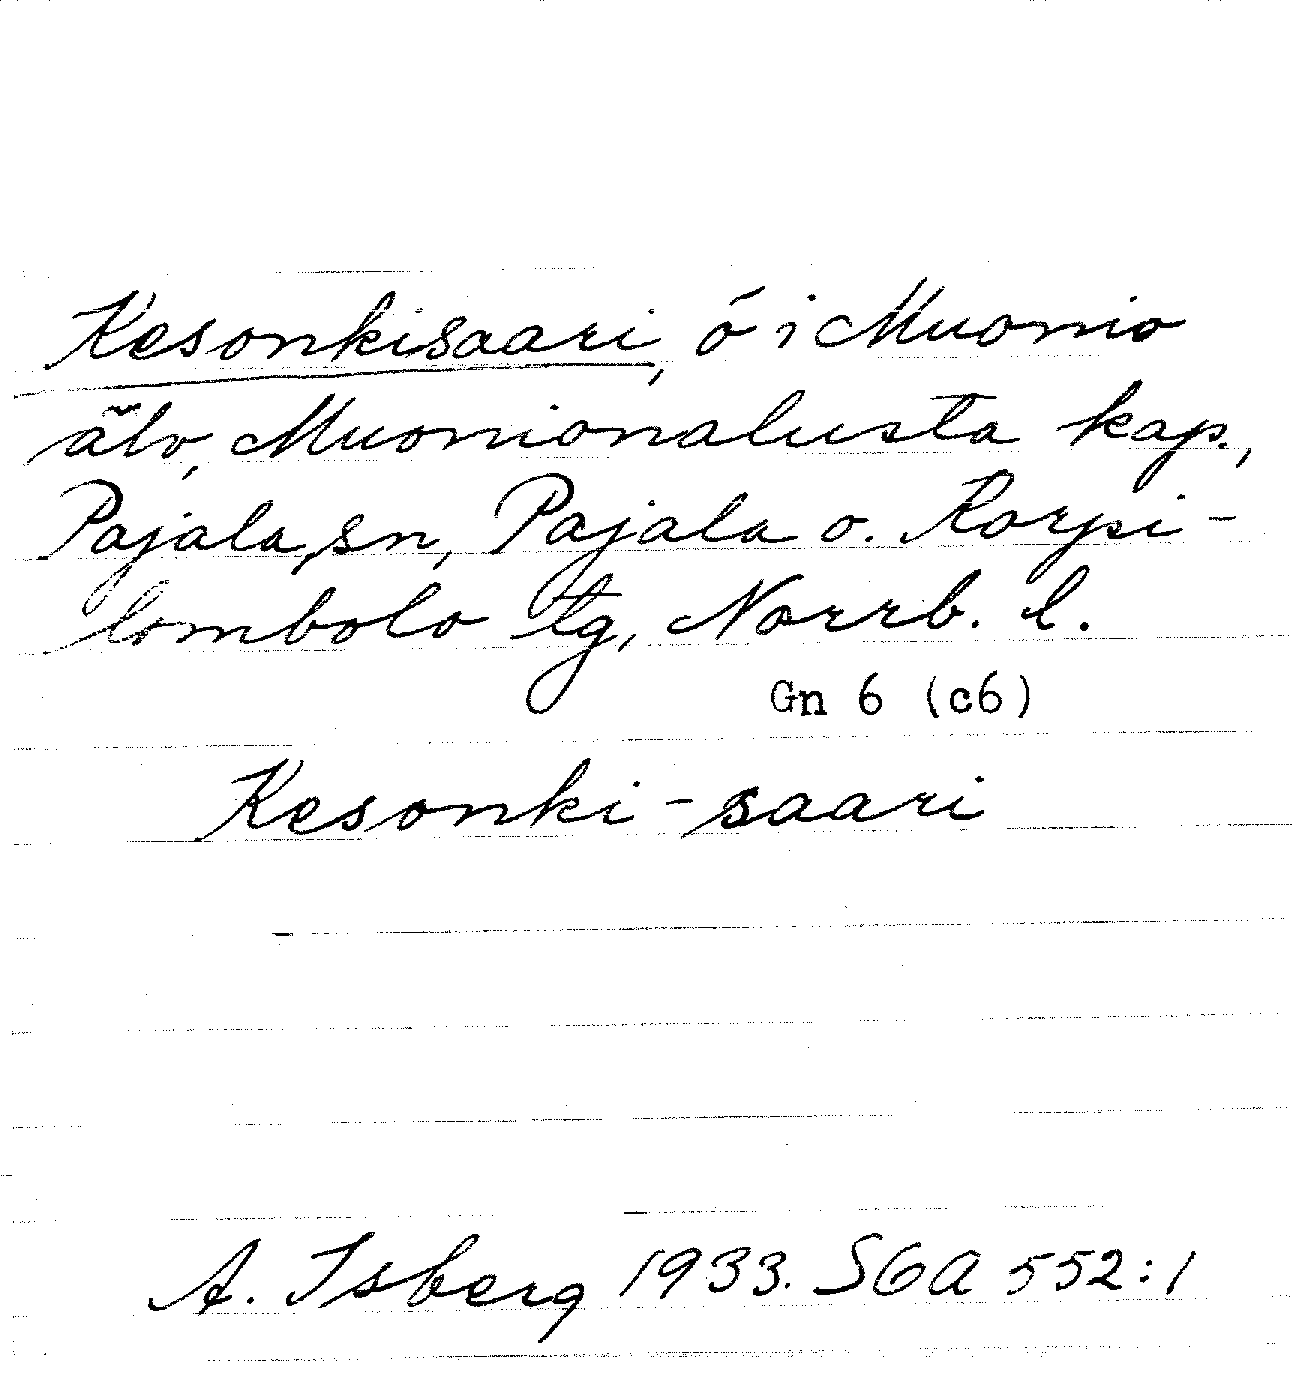 Kesonkisaari, ö i Muonio
älv, Muonionalusta kap.,
Pajala, sn, Pajala o. Korpi-
lombolo tg, Norrb. l.
Gn 6 (c6)
Kesonki-saari
A. Isberg 1933. SGA 552:1